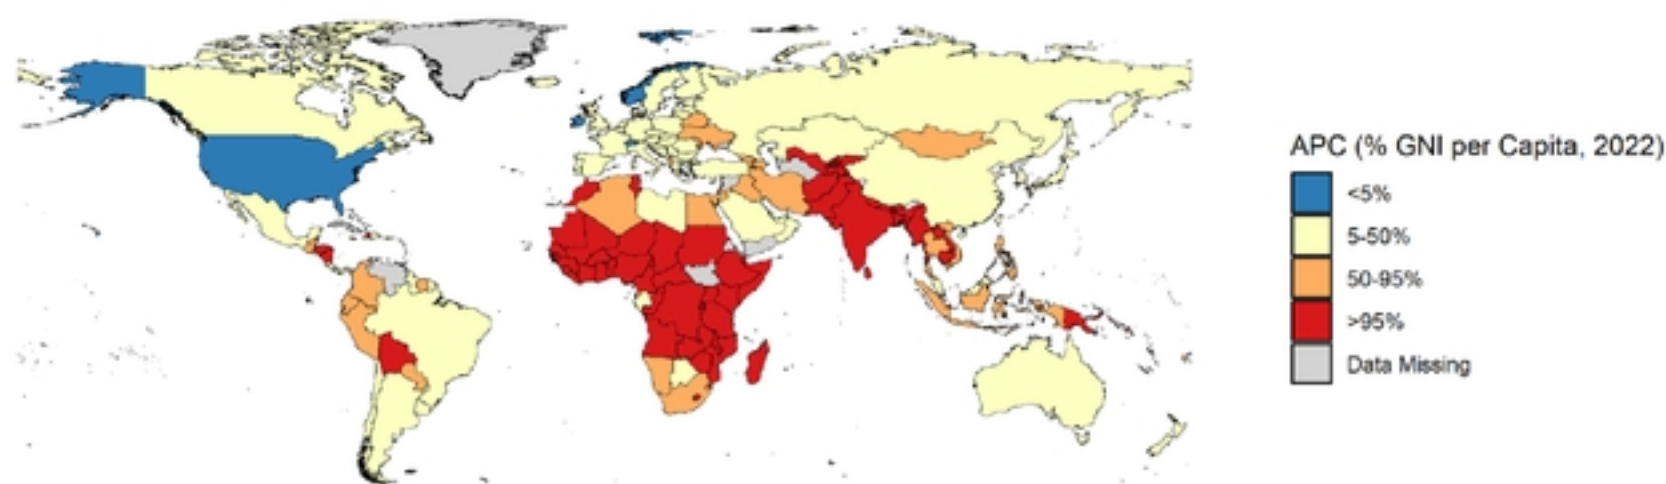 APC (% GNI per Capita, 2022)
<5%
5-50%
50-95%
>95%
Data Missing